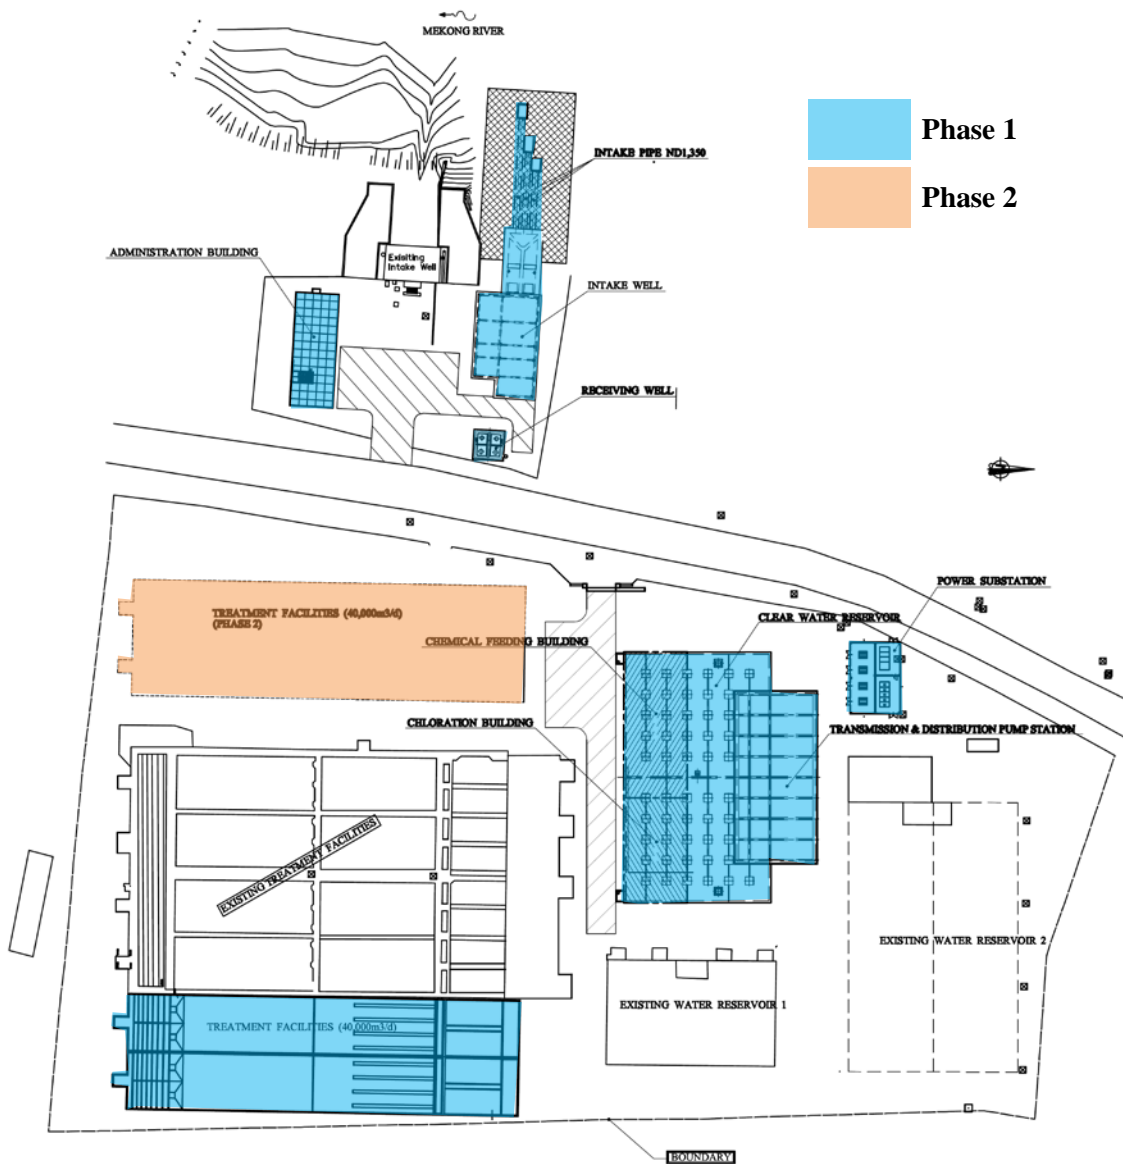 MEKONG RIVER
Phase 1
INTAKE PIPE ND1,350
Phase 2
ADMINISTRATION BUILDING
Exisiting
Intake Well
INTAKE WELL
RECEIVING WELL
POWER SUBSTATION
TREATMENT FACILITIES (40,000m3/d)
(PHASE 2)
CLEAR WATER RESERVOIR
CHEMICAL FEEDING BUILDING
CHLORATION BUILDING
TRANSMISSION & DISTRIBUTION PUMP STATION
EXISTING TREATMENT FACILITIES
EXISTING WATER RESERVOIR 2
EXISTING WATER RESERVOIR 1
TREATMENT FACILITIES (40,000m3/d)
BOUNDARY